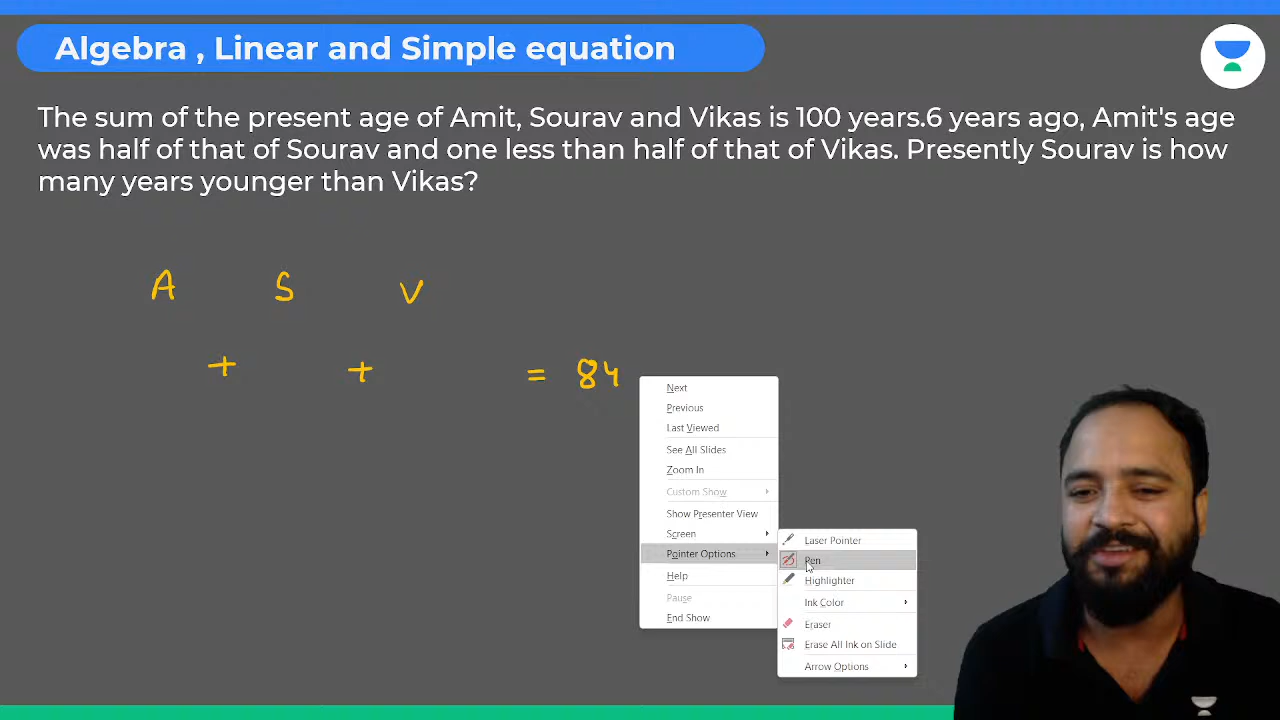 Algebra , Linear and Simple equation
The sum of the present age of Amit, Sourav and Vikas is 100 years.6 years ago, Amit's age
was half of that of Sourav and one less than half of that of Vikas. Presently Sourav is how
many years younger than Vikas?
A S V
+ + = 84
Next
Previous
Last Viewed
See All Slides
Zoom In
Custom Show
Show Presenter View
Screen
Pointer Options
Help
Pause
End Show
Laser Pointer
Pen
Highlighter
Ink Color
Eraser
Erase All Ink on Slide
Arrow Options